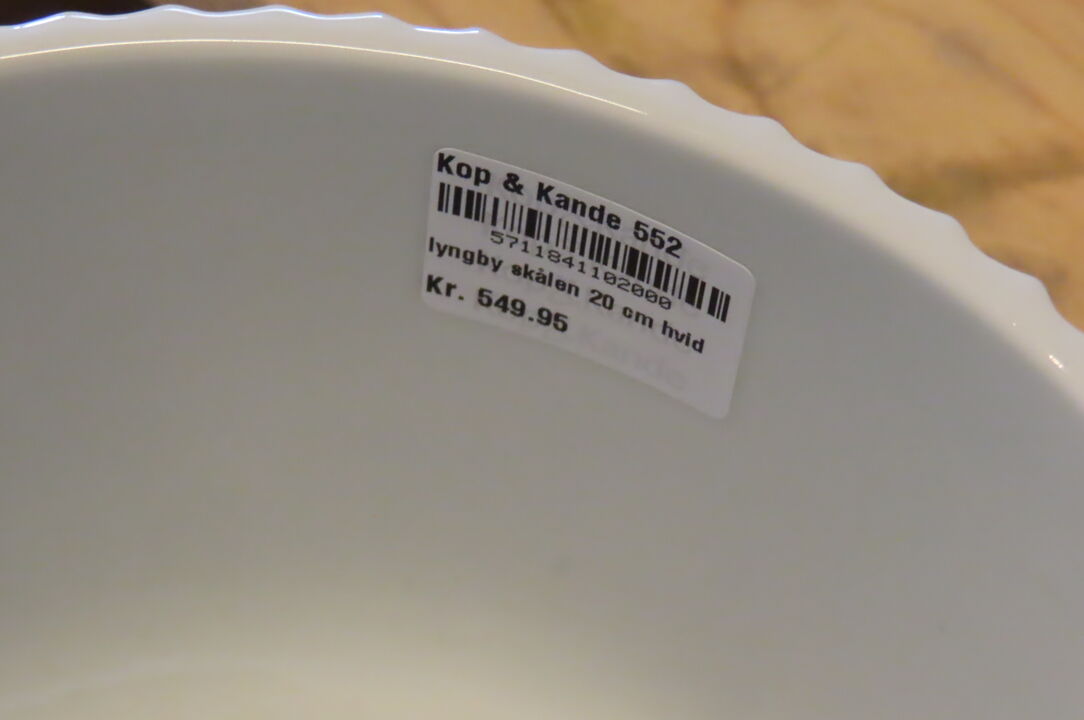 Kop & Kande 552
5711841102000
lyngby skålen 20 cm hvid
Kr. 549.95